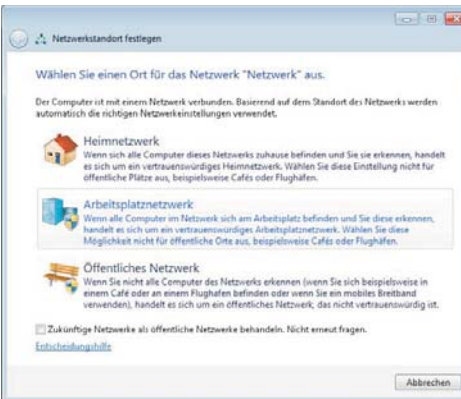 Netzwerkstandort festlegen
Wählen Sie einen Ort für das Netzwerk "Netzwerk" aus.
Der Computer ist mit einem Netzwerk verbunden. Basierend auf dem Standort des Netzwerks werden
automatisch die richtigen Netzwerkeinstellungen verwendet.
Heimnetzwerk
Wenn sich alle Computer dieses Netzwerks zuhause befinden und Sie sie erkennen, handelt
es sich um ein vertrauenswürdiges Heimnetzwerk. Wählen Sie diese Einstellung nicht für
öffentliche Plätze aus, beispielsweise Cafés oder Flughäfen.
Arbeitsplatznetzwerk
Wenn alle Computer im Netzwerk sich am Arbeitsplatz befinden und Sie diese erkennen,
handelt es sich um ein vertrauenswürdiges Arbeitsplatznetzwerk. Wählen Sie diese
Möglichkeit nicht für öffentliche Orte aus, beispielsweise Cafés oder Flughäfen.
Öffentliches Netzwerk
Wenn Sie nicht alle Computer des Netzwerks erkennen (wenn Sie sich beispielsweise in
einem Café oder an einem Flughafen befinden oder wenn Sie ein mobiles Breitband
verwenden), handelt es sich um ein öffentliches Netzwerk, das nicht vertrauenswürdig ist.
Zukünftige Netzwerke als öffentliche Netzwerke behandeln. Nicht erneut fragen.
Entscheidungshilfe
Abbrechen